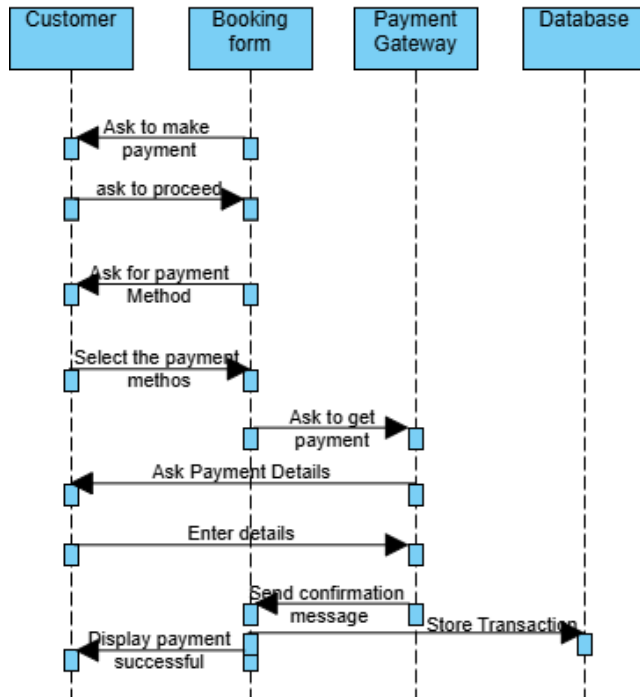 Customer
Booking
form
Payment
Gateway
Database
Ask to make
payment
ask to proceed
Ask for payment
Method
Select the payment
methos
Ask to get
payment
Ask Payment Details
Enter details
Send confirmation
message
Store Transaction
Display payment
successful